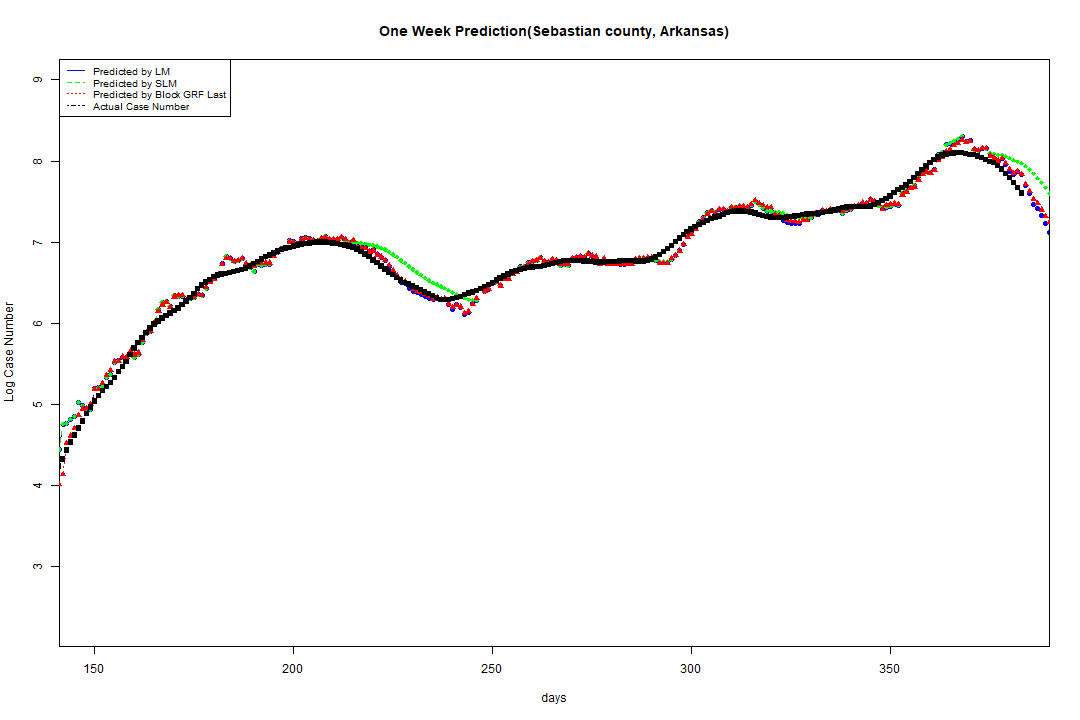 One Week Prediction(Sebastian county, Arkansas)
Predicted by LM
Predicted by SLM
Predicted by Block GRF Last
Actual Case Number
9
8
7
6
5
4
3
Log Case Number
150 200 250 300 350
days